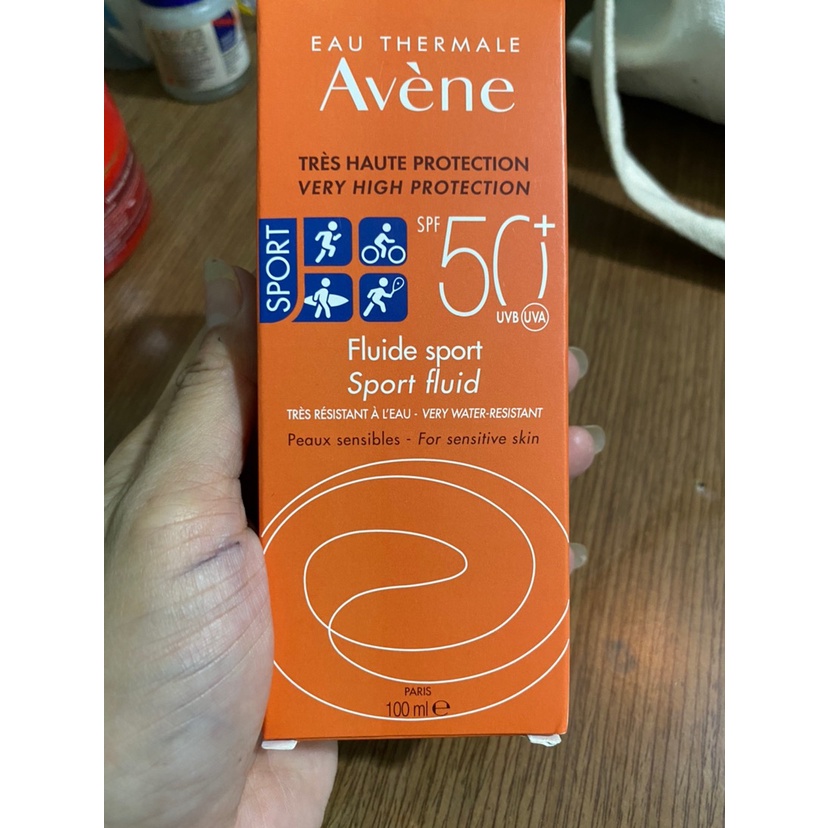 EAU THERMALE
Avène
TRÈS HAUTE PROTECTION
VERY HIGH PROTECTION
SPORT
SPF 50+
UVB UVA
Fluide sport
Sport fluid
TRÈS RÉSISTANT À L'EAU - VERY WATER-RESISTANT
Peaux sensibles - For sensitive skin
PARIS
100 ml ℮